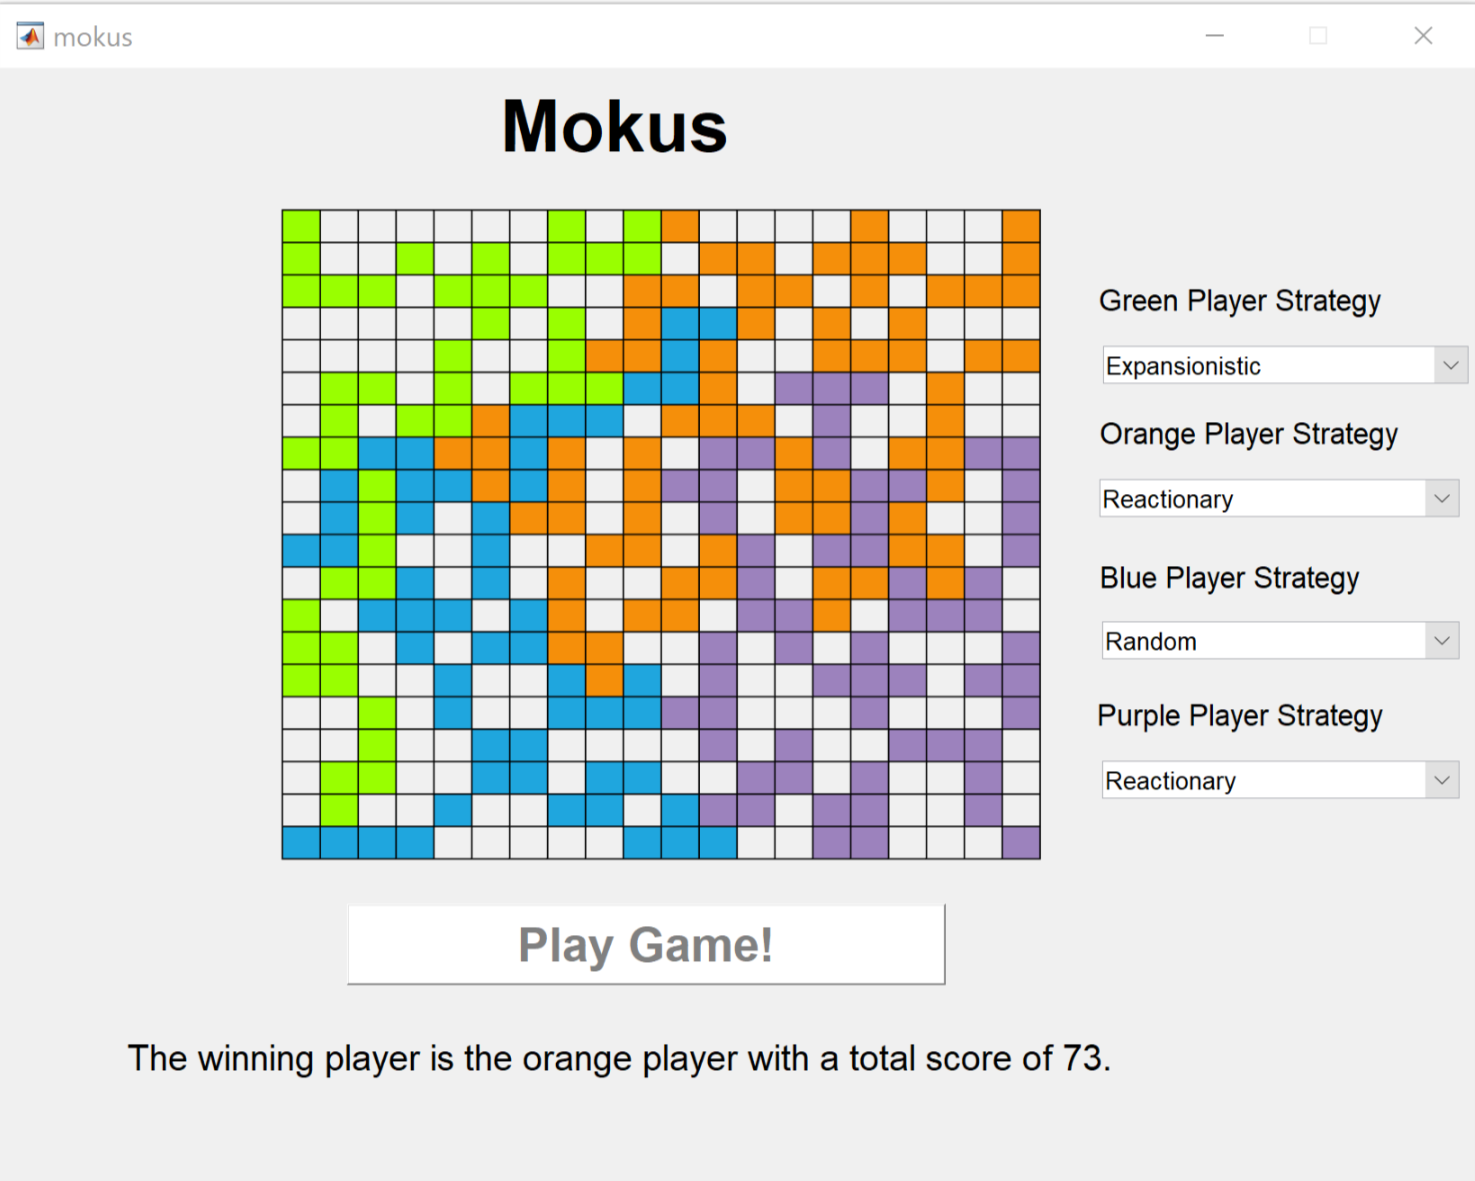 mokus
Mokus
Green Player Strategy
Expansionistic
Orange Player Strategy
Reactionary
Blue Player Strategy
Random
Purple Player Strategy
Reactionary
Play Game!
The winning player is the orange player with a total score of 73.